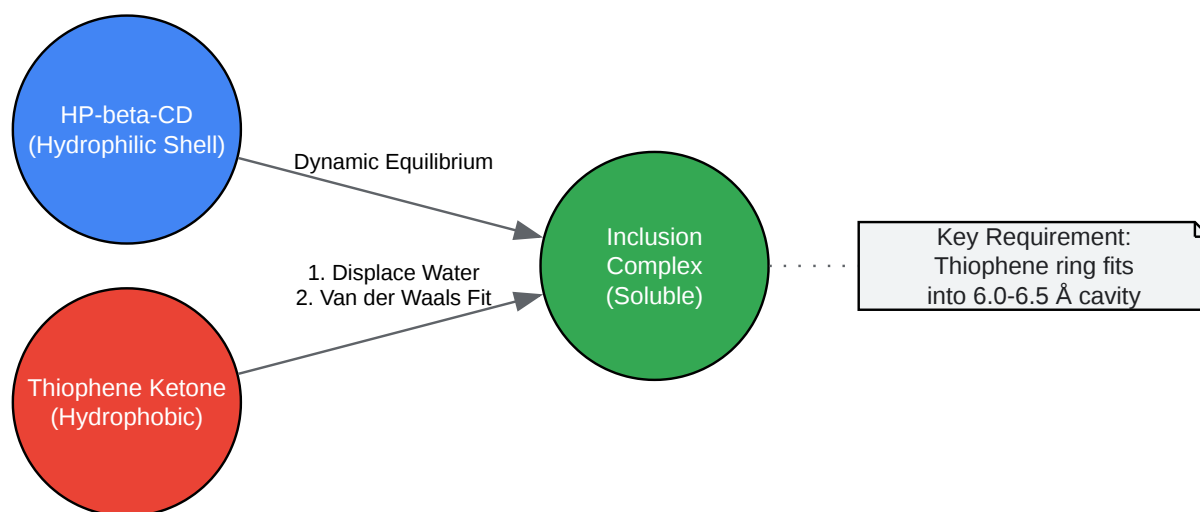 HP-beta-CD
(Hydrophilic Shell)
Dynamic Equilibrium
Thiophene Ketone
(Hydrophobic)
1. Displace Water
2. Van der Waals Fit
Inclusion
Complex
(Soluble)
Key Requirement:
Thiophene ring fits
into 6.0-6.5 Å cavity